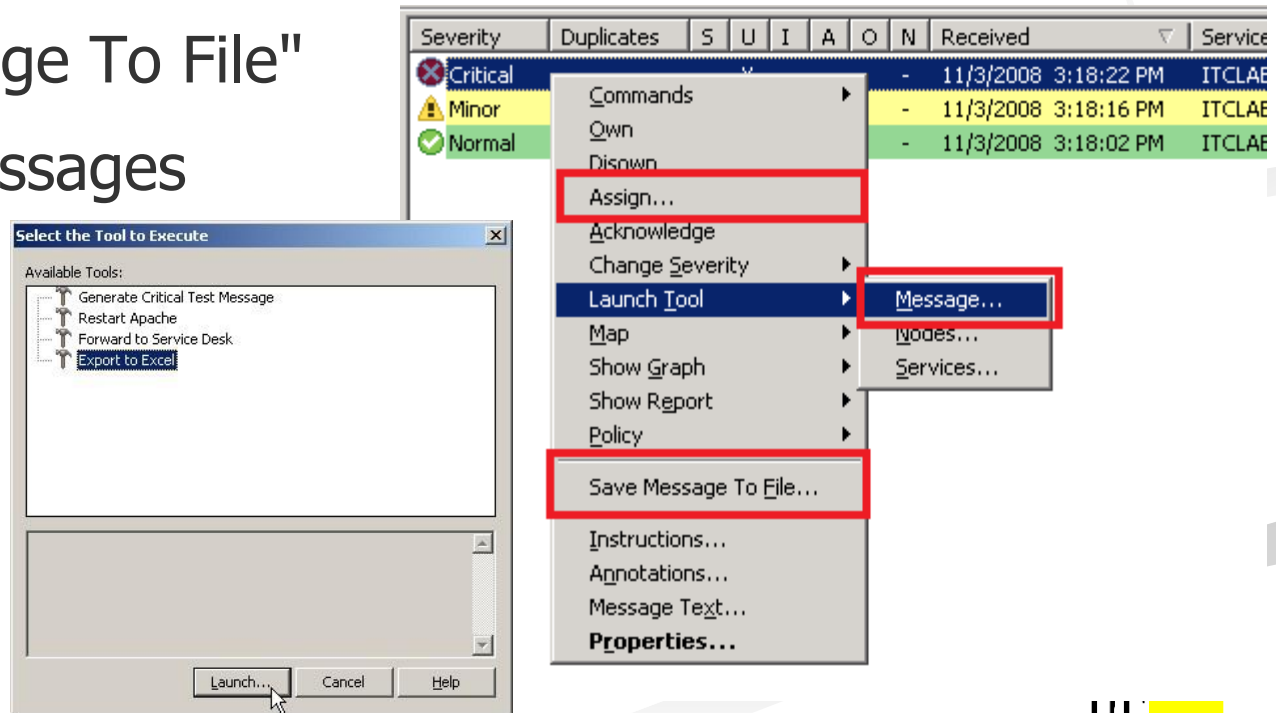 ge To File"
ssages
Severity Duplicates S U I A O N Received Service
Critical - 11/3/2008 3:18:22 PM ITCLAB
Minor - 11/3/2008 3:18:16 PM ITCLAB
Normal - 11/3/2008 3:18:02 PM ITCLAB
Commands
Own
Disown
Assign...
Acknowledge
Change Severity
Launch Tool
Map
Show Graph
Show Report
Policy
Save Message To File...
Instructions...
Annotations...
Message Text...
Properties...
Message...
Nodes...
Services...
Select the Tool to Execute
Available Tools:
Generate Critical Test Message
Restart Apache
Forward to Service Desk
Export to Excel
Launch... Cancel Help